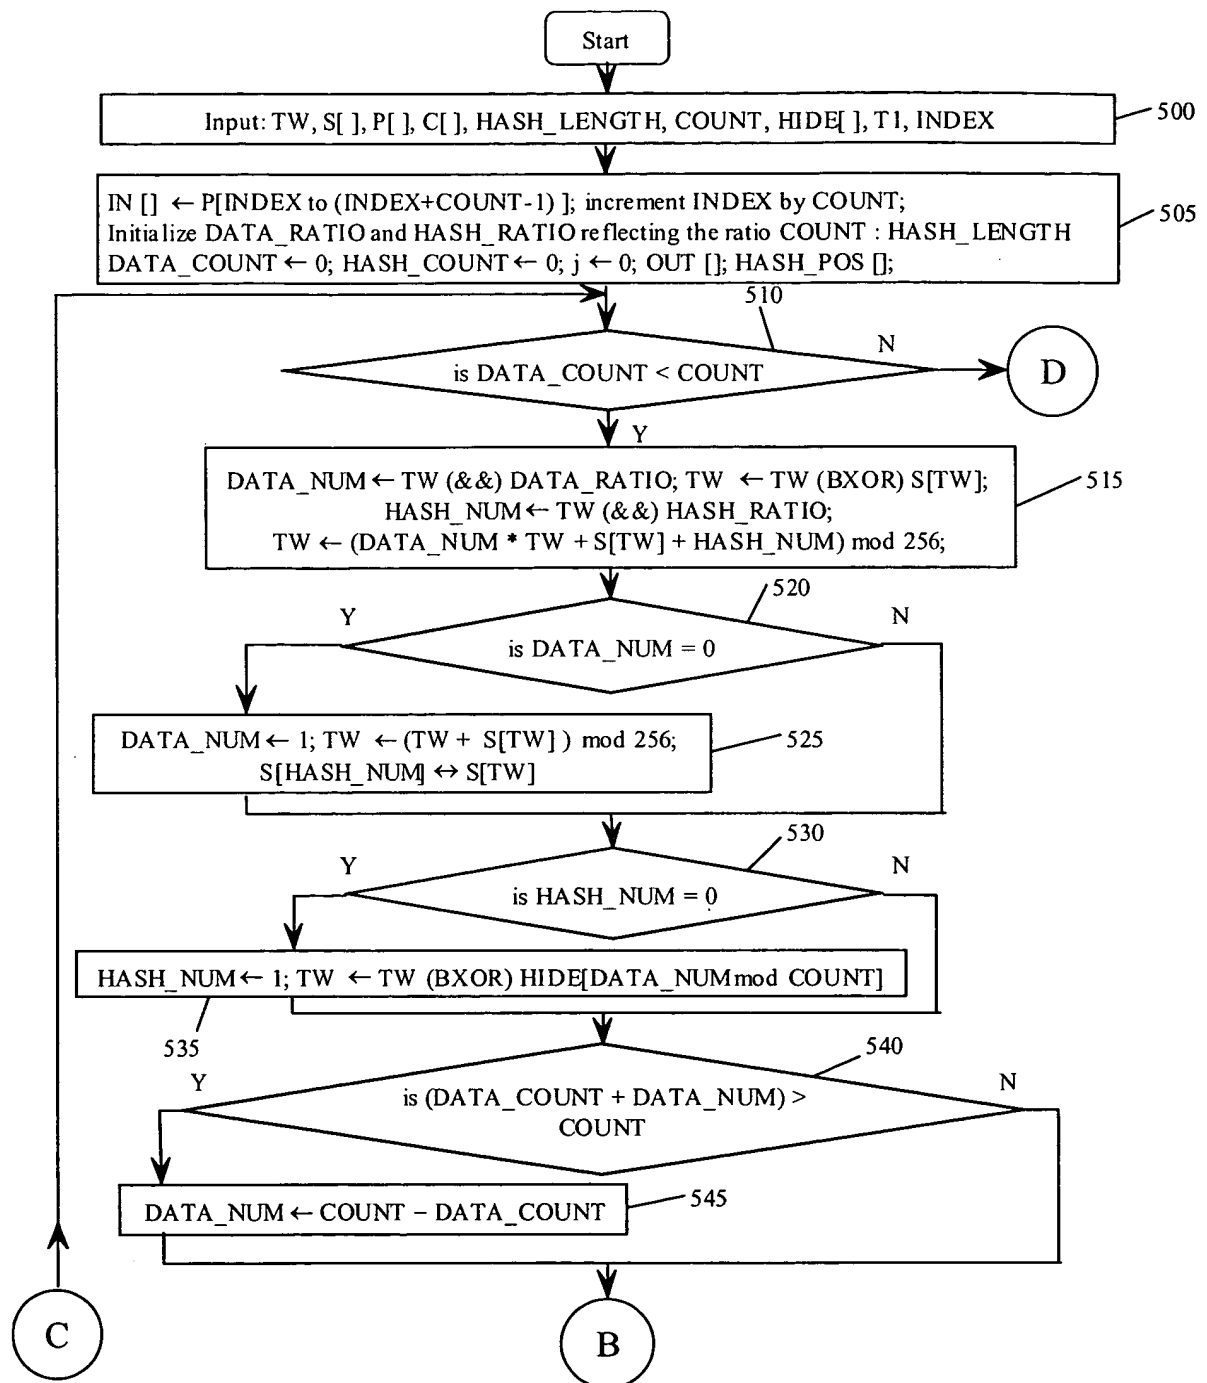 Start
Input: TW, S[ ], P[ ], C[ ], HASH_LENGTH, COUNT, HIDE[ ], T1, INDEX
500
IN [] ← P[INDEX to (INDEX+COUNT-1) ]; increment INDEX by COUNT;
Initialize DATA_RATIO and HASH_RATIO reflecting the ratio COUNT : HASH_LENGTH
DATA_COUNT ← 0; HASH_COUNT ← 0; j ← 0; OUT []; HASH_POS [];
505
510
is DATA_COUNT < COUNT
N
D
Y
DATA_NUM ← TW (&&) DATA_RATIO; TW ← TW (BXOR) S[TW];
HASH_NUM ← TW (&&) HASH_RATIO;
TW ← (DATA_NUM * TW + S[TW] + HASH_NUM) mod 256;
515
520
Y
N
is DATA_NUM = 0
DATA_NUM ← 1; TW ← (TW + S[TW] ) mod 256;
S[HASH_NUM] ↔ S[TW]
525
530
Y
N
is HASH_NUM = 0
HASH_NUM ← 1; TW ← TW (BXOR) HIDE[DATA_NUM mod COUNT]
535
540
Y
N
is (DATA_COUNT + DATA_NUM) >
COUNT
DATA_NUM ← COUNT – DATA_COUNT
545
C
B